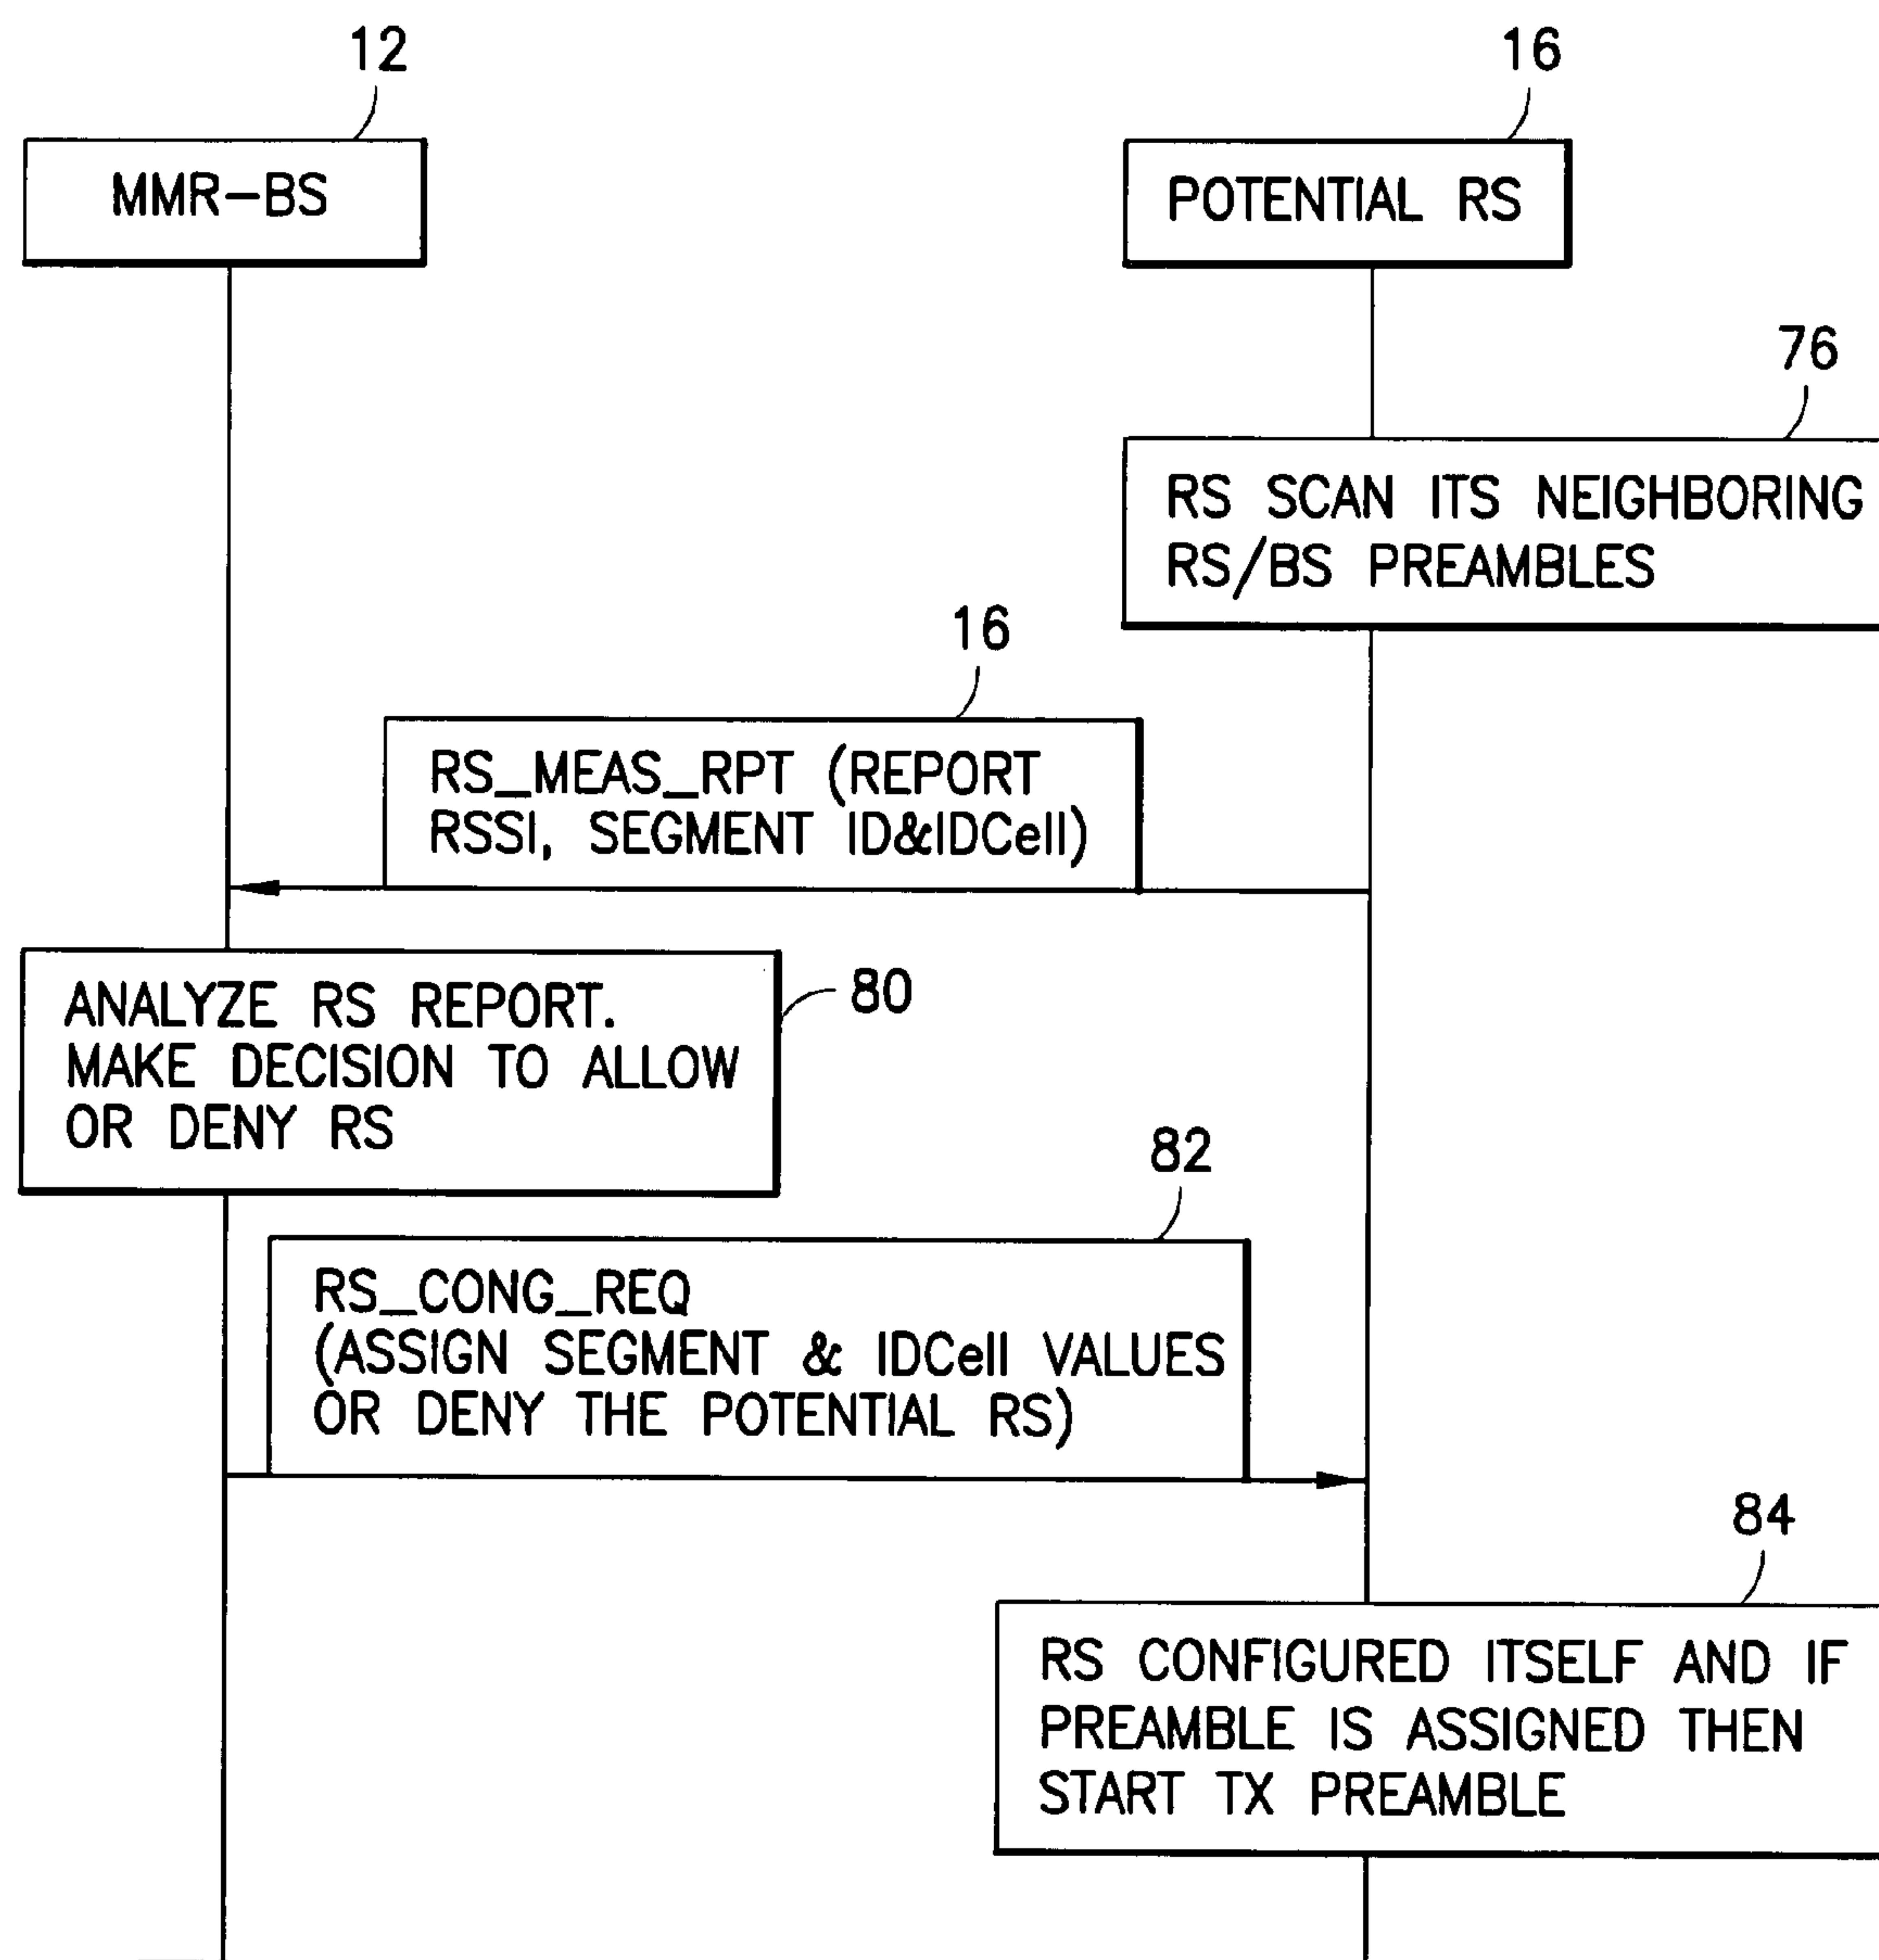 12
16
MMR-BS
POTENTIAL RS
76
RS SCAN ITS NEIGHBORING
RS/BS PREAMBLES
16
RS_MEAS_RPT (REPORT
RSSI, SEGMENT ID&IDCell)
ANALYZE RS REPORT.
MAKE DECISION TO ALLOW
OR DENY RS
80
82
RS_CONG_REQ
(ASSIGN SEGMENT & IDCell VALUES
OR DENY THE POTENTIAL RS)
84
RS CONFIGURED ITSELF AND IF
PREAMBLE IS ASSIGNED THEN
START TX PREAMBLE